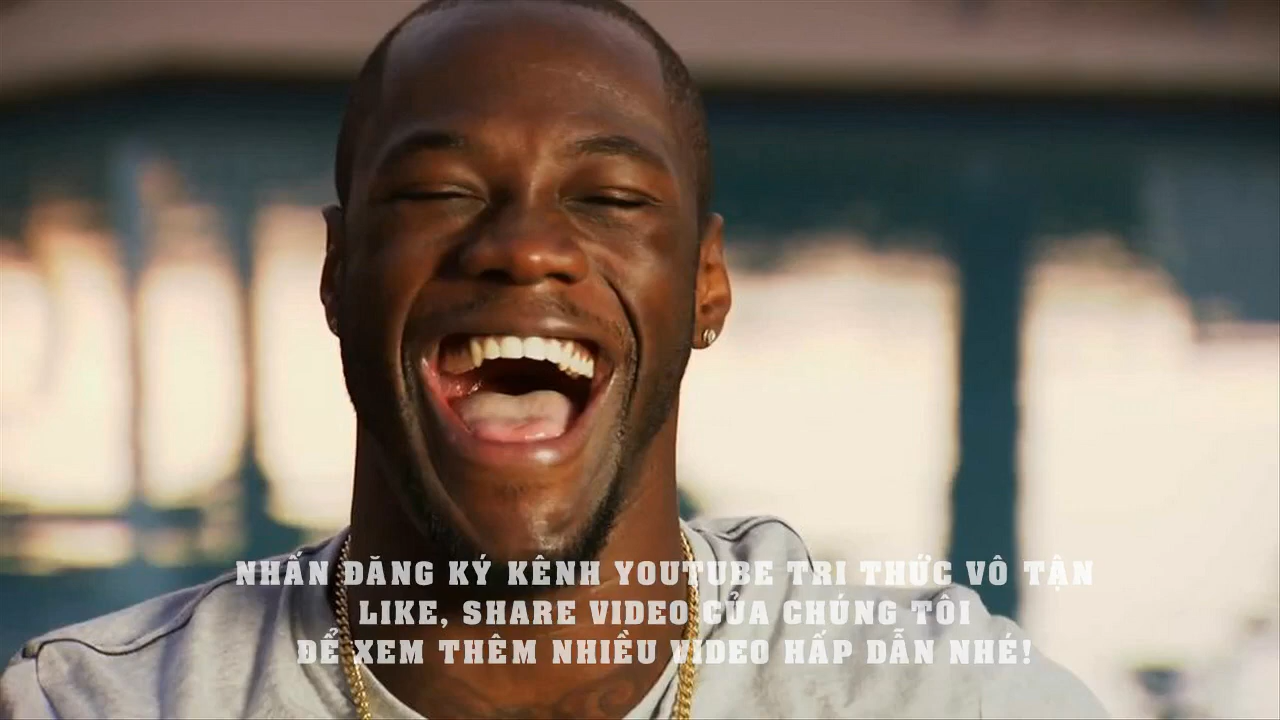 NHẤN ĐĂNG KÝ KÊNH YOUTUBE TRI THỨC VÔ TẬN
LIKE, SHARE VIDEO CỦA CHÚNG TÔI
ĐỂ XEM THÊM NHIỀU VIDEO HẤP DẪN NHÉ!